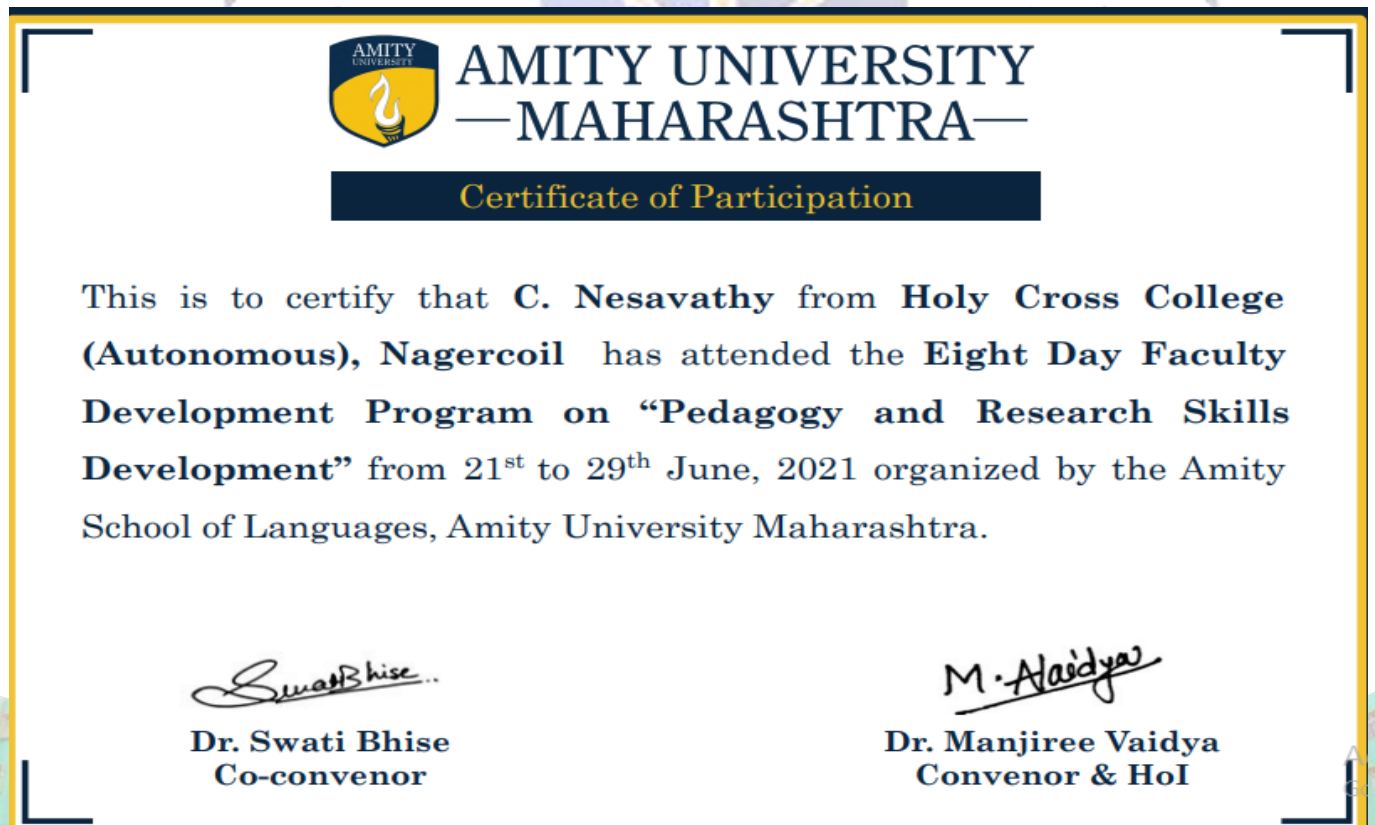 AMITY
UNIVERSITY
AMITY UNIVERSITY
—MAHARASHTRA—
Certificate of Participation
This is to certify that C. Nesavathy from Holy Cross College
(Autonomous), Nagercoil has attended the Eight Day Faculty
Development Program on “Pedagogy and Research Skills
Development” from 21st to 29th June, 2021 organized by the Amity
School of Languages, Amity University Maharashtra.
Swati Bhise
M. Vaidya
Dr. Swati Bhise
Co-convenor
Dr. Manjiree Vaidya
Convenor & HoI